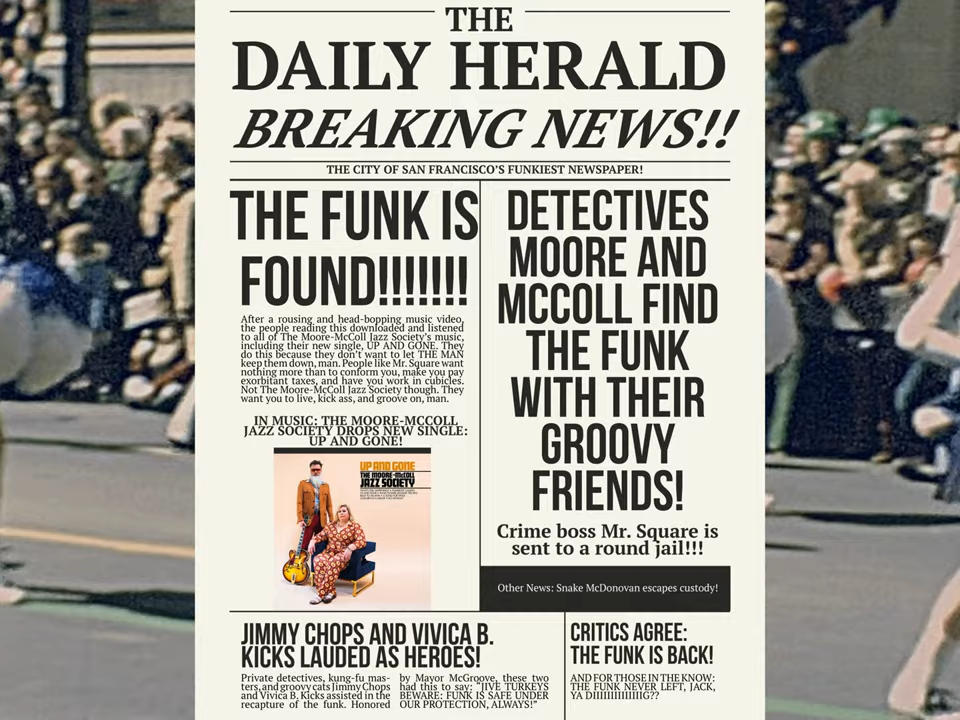 THE
DAILY HERALD
BREAKING NEWS!!
THE CITY OF SAN FRANCISCO'S FUNKIEST NEWSPAPER!
THE FUNK IS
FOUND!!!!!!!
After a rousing and head-bopping music video,
the people reading this downloaded and listened
to all of The Moore-McColl Jazz Society's music,
including their new single, UP AND GONE. They
do this because they don't want to let THE MAN
keep them down, man. People like Mr. Square want
nothing more than to conform you, make you pay
exorbitant taxes, and have you work in cubicles.
Not The Moore-McColl Jazz Society though. They
want you to live, kick ass, and groove on, man.
IN MUSIC: THE MOORE-MCCOLL
JAZZ SOCIETY DROPS NEW SINGLE:
UP AND GONE!
UP AND GONE
THE MOORE-McCOLL
JAZZ SOCIETY
DETECTIVES
MOORE AND
MCCOLL FIND
THE FUNK
WITH THEIR
GROOVY
FRIENDS!
Crime boss Mr. Square is
sent to a round jail!!!
Other News: Snake McDonovan escapes custody!
JIMMY CHOPS AND VIVICA B.
KICKS LAUDED AS HEROES!
Private detectives, kung-fu mas-
ters, and groovy cats Jimmy Chops
and Vivica B. Kicks assisted in the
recapture of the funk. Honored
by Mayor McGroove, these two
had this to say: "JIVE TURKEYS
BEWARE: FUNK IS SAFE UNDER
OUR PROTECTION, ALWAYS!"
CRITICS AGREE:
THE FUNK IS BACK!
AND FOR THOSE IN THE KNOW:
THE FUNK NEVER LEFT, JACK,
YA DIIIIIIIIIIIIIG??